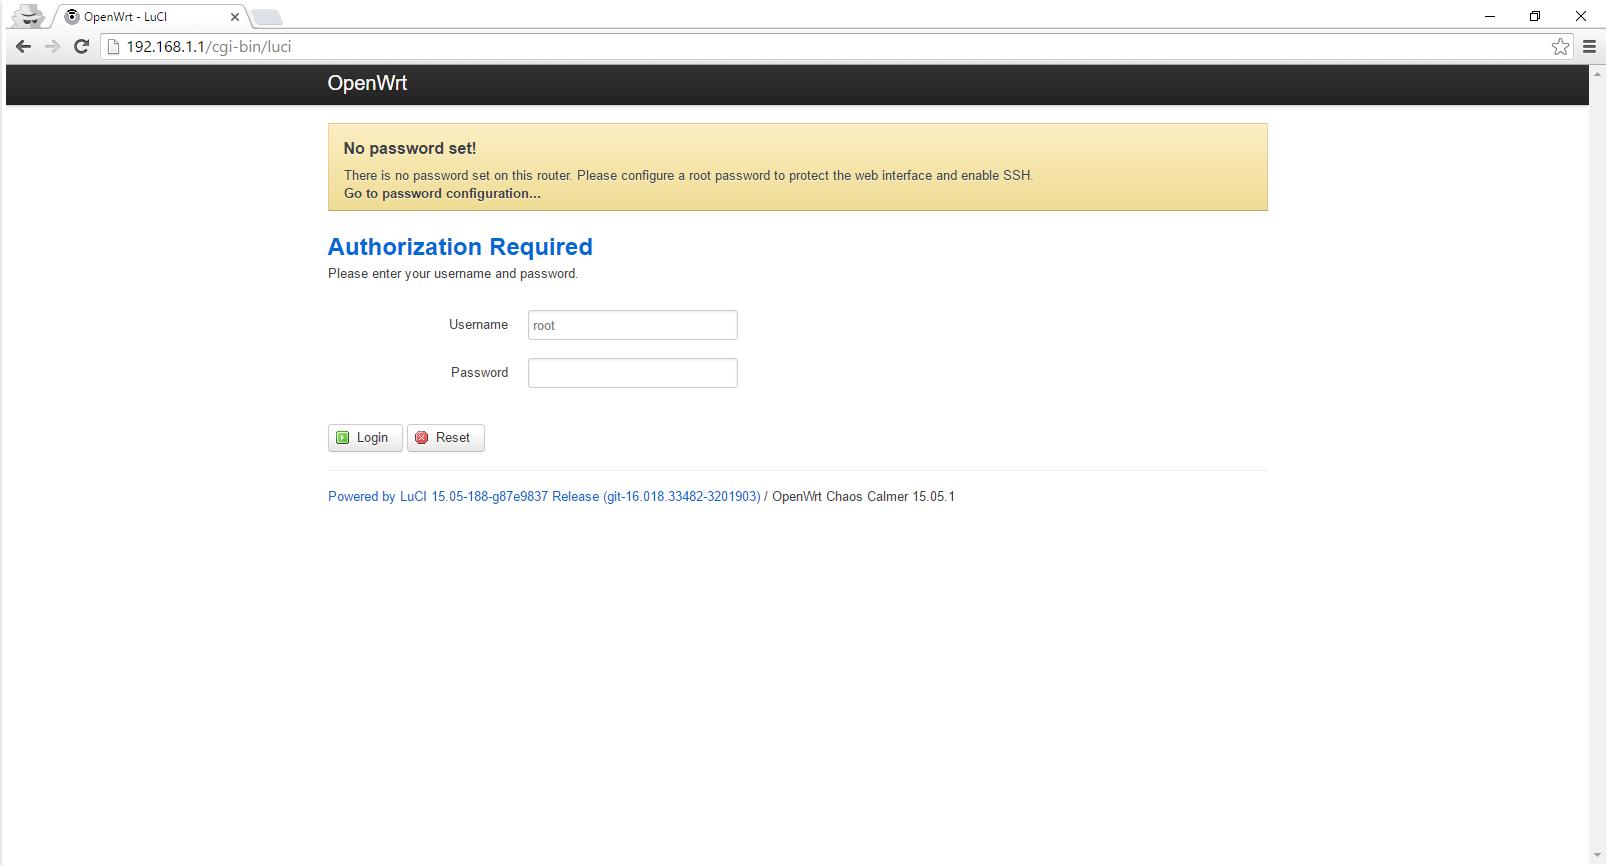 OpenWrt - LuCI
192.168.1.1/cgi-bin/luci
OpenWrt
No password set!
There is no password set on this router. Please configure a root password to protect the web interface and enable SSH.
Go to password configuration...
Authorization Required
Please enter your username and password.
Username root
Password
Login Reset
Powered by LuCI 15.05-188-g87e9837 Release (git-16.018.33482-3201903) / OpenWrt Chaos Calmer 15.05.1